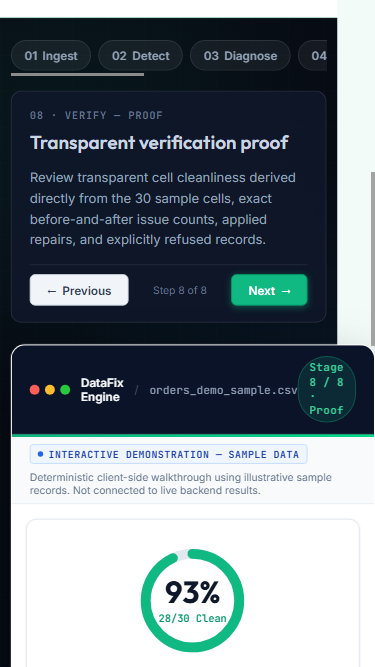 01 Ingest
02 Detect
03 Diagnose
04
08 · VERIFY — PROOF
Transparent verification proof
Review transparent cell cleanliness derived
directly from the 30 sample cells, exact
before-and-after issue counts, applied
repairs, and explicitly refused records.
← Previous
Step 8 of 8
Next →
DataFix
Engine
/
orders_demo_sample.csv
Stage
8 / 8
·
Proof
INTERACTIVE DEMONSTRATION — SAMPLE DATA
Deterministic client-side walkthrough using illustrative sample
records. Not connected to live backend results.
93%
28/30 Clean